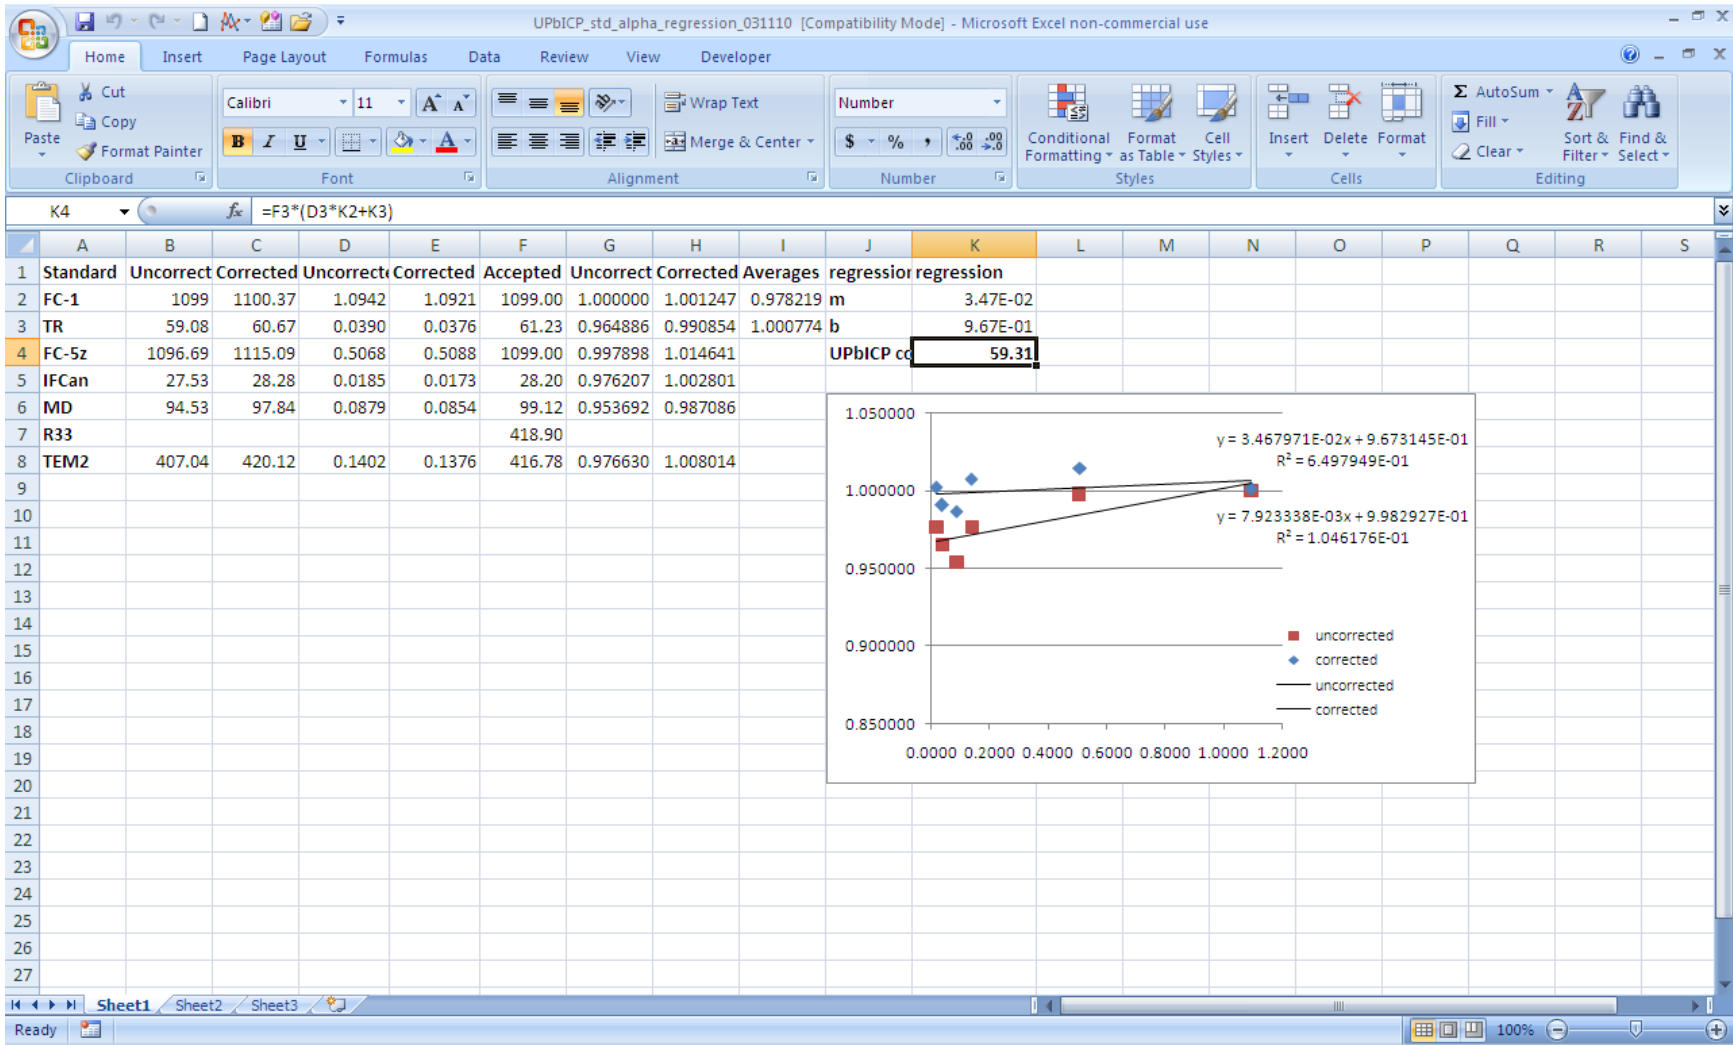 UPbICP_std_alpha_regression_031110 [Compatibility Mode] - Microsoft Excel non-commercial use
Home Insert Page Layout Formulas Data Review View Developer
Paste
Cut
Copy
Format Painter
Clipboard
Calibri 11
B I U
Font
Wrap Text
Merge & Center
Alignment
Number
$ % ,
Number
Conditional Formatting
Format as Table
Cell Styles
Styles
Insert Delete Format
Cells
Σ AutoSum
Fill
Clear
Sort & Filter
Find & Select
Editing
K4 fx =F3*(D3*K2+K3)
A B C D E F G H I J K L M N O P Q R S
1 Standard Uncorrect Corrected Uncorrecte Corrected Accepted Uncorrect Corrected Averages regression regression
2 FC-1 1099 1100.37 1.0942 1.0921 1099.00 1.000000 1.001247 0.978219 m 3.47E-02
3 TR 59.08 60.67 0.0390 0.0376 61.23 0.964886 0.990854 1.000774 b 9.67E-01
4 FC-5z 1096.69 1115.09 0.5068 0.5088 1099.00 0.997898 1.014641 UPbICP co 59.31
5 IFCan 27.53 28.28 0.0185 0.0173 28.20 0.976207 1.002801
6 MD 94.53 97.84 0.0879 0.0854 99.12 0.953692 0.987086
7 R33 418.90
8 TEM2 407.04 420.12 0.1402 0.1376 416.78 0.976630 1.008014
9
10
11
12
13
14
15
16
17
18
19
20
21
22
23
24
25
26
27
1.050000
1.000000
0.950000
0.900000
0.850000
y = 3.467971E-02x + 9.673145E-01
R² = 6.497949E-01
y = 7.923338E-03x + 9.982927E-01
R² = 1.046176E-01
uncorrected
corrected
uncorrected
corrected
0.0000 0.2000 0.4000 0.6000 0.8000 1.0000 1.2000
Sheet1 Sheet2 Sheet3
Ready 100%